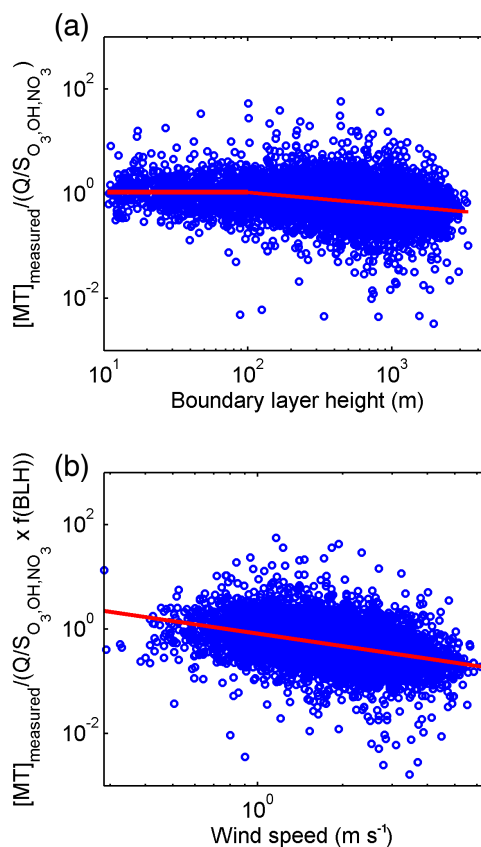 (a)
[MT]measured/(Q/SO3,OH,NO3)
10^2
10^0
10^-2
10^1 10^2 10^3
Boundary layer height (m)
(b)
[MT]measured/(Q/SO3,OH,NO3 x f(BLH))
10^2
10^0
10^-2
10^0
Wind speed (m s^-1)